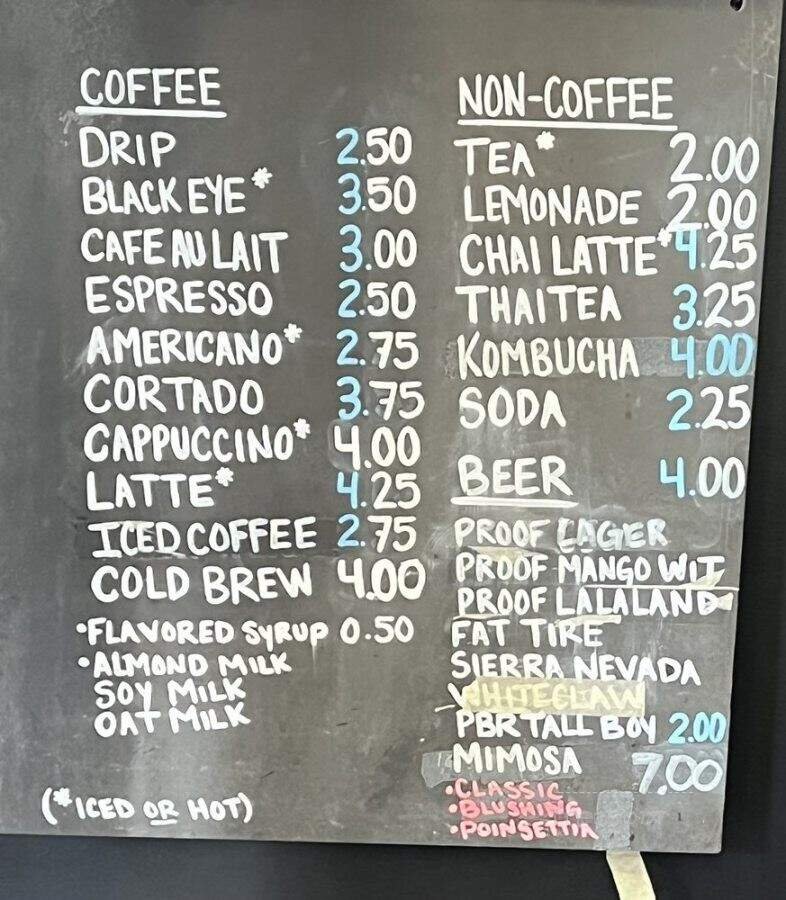 COFFEE
DRIP 2.50
BLACK EYE* 3.50
CAFE AU LAIT 3.00
ESPRESSO 2.50
AMERICANO* 2.75
CORTADO 3.75
CAPPUCCINO* 4.00
LATTE* 4.25
ICED COFFEE 2.75
COLD BREW 4.00
•FLAVORED SYRUP 0.50
•ALMOND MILK
SOY MILK
OAT MILK
(*ICED OR HOT)
NON-COFFEE
TEA* 2.00
LEMONADE 2.00
CHAI LATTE* 4.25
THAI TEA 3.25
KOMBUCHA 4.00
SODA 2.25
BEER 4.00
PROOF LAGER
PROOF MANGO WIT
PROOF LALALAND
FAT TIRE
SIERRA NEVADA
WHITECLAW
PBR TALL BOY 2.00
MIMOSA 7.00
•CLASSIC
•BLUSHING
•POINSETTIA